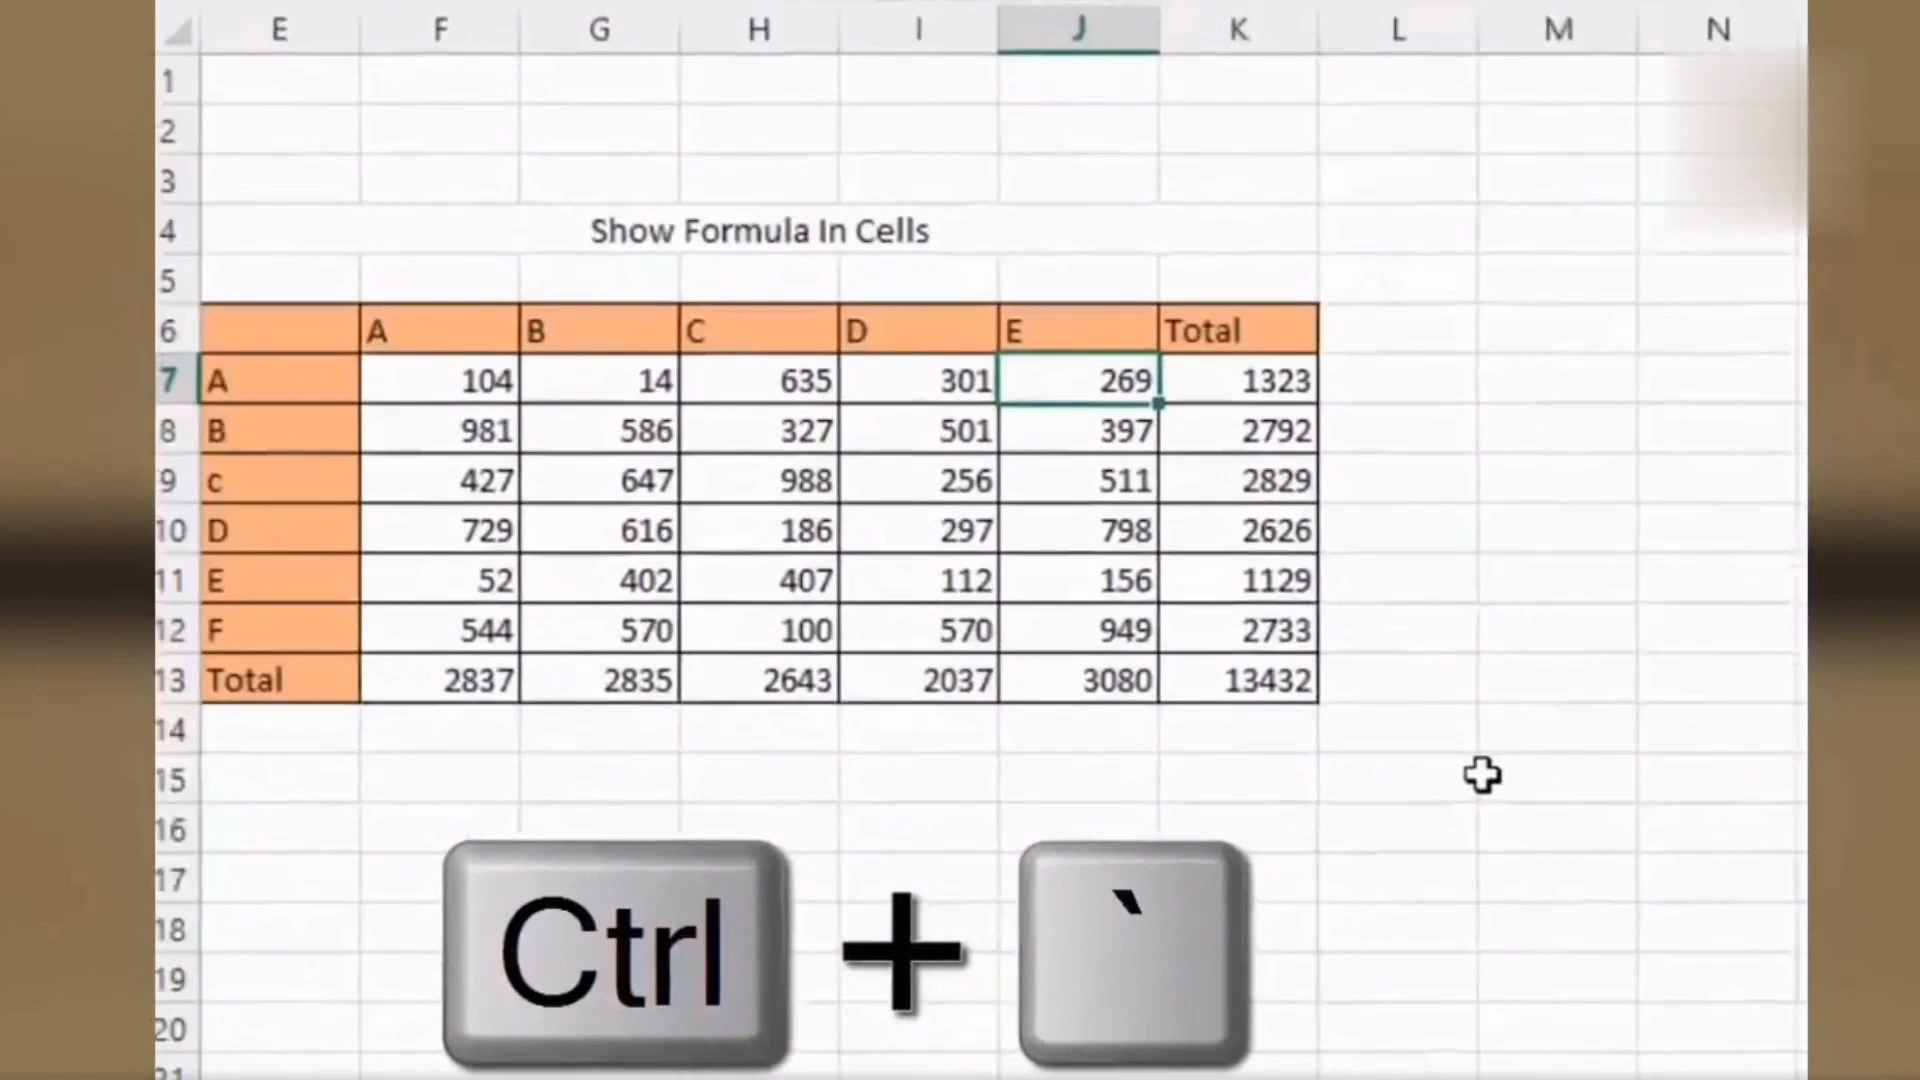 E F G H I J K L M N
1
2
3
4 Show Formula In Cells
5
6 A B C D E Total
7 A 104 14 635 301 269 1323
8 B 981 586 327 501 397 2792
9 c 427 647 988 256 511 2829
10 D 729 616 186 297 798 2626
11 E 52 402 407 112 156 1129
12 F 544 570 100 570 949 2733
13 Total 2837 2835 2643 2037 3080 13432
14
15
16
17
18
19
20
21
Ctrl + `